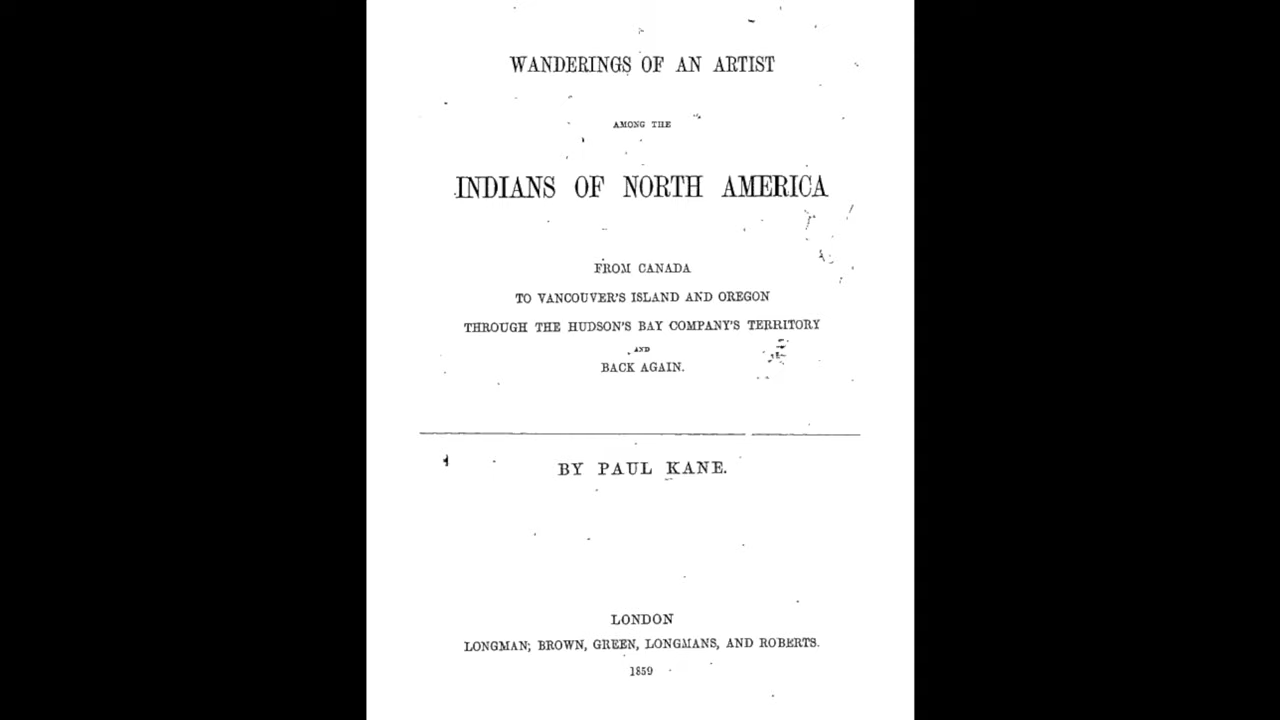 WANDERINGS OF AN ARTIST
AMONG THE
INDIANS OF NORTH AMERICA
FROM CANADA
TO VANCOUVER'S ISLAND AND OREGON
THROUGH THE HUDSON'S BAY COMPANY'S TERRITORY
AND
BACK AGAIN.
BY PAUL KANE.
LONDON
LONGMAN, BROWN, GREEN, LONGMANS, AND ROBERTS.
1859